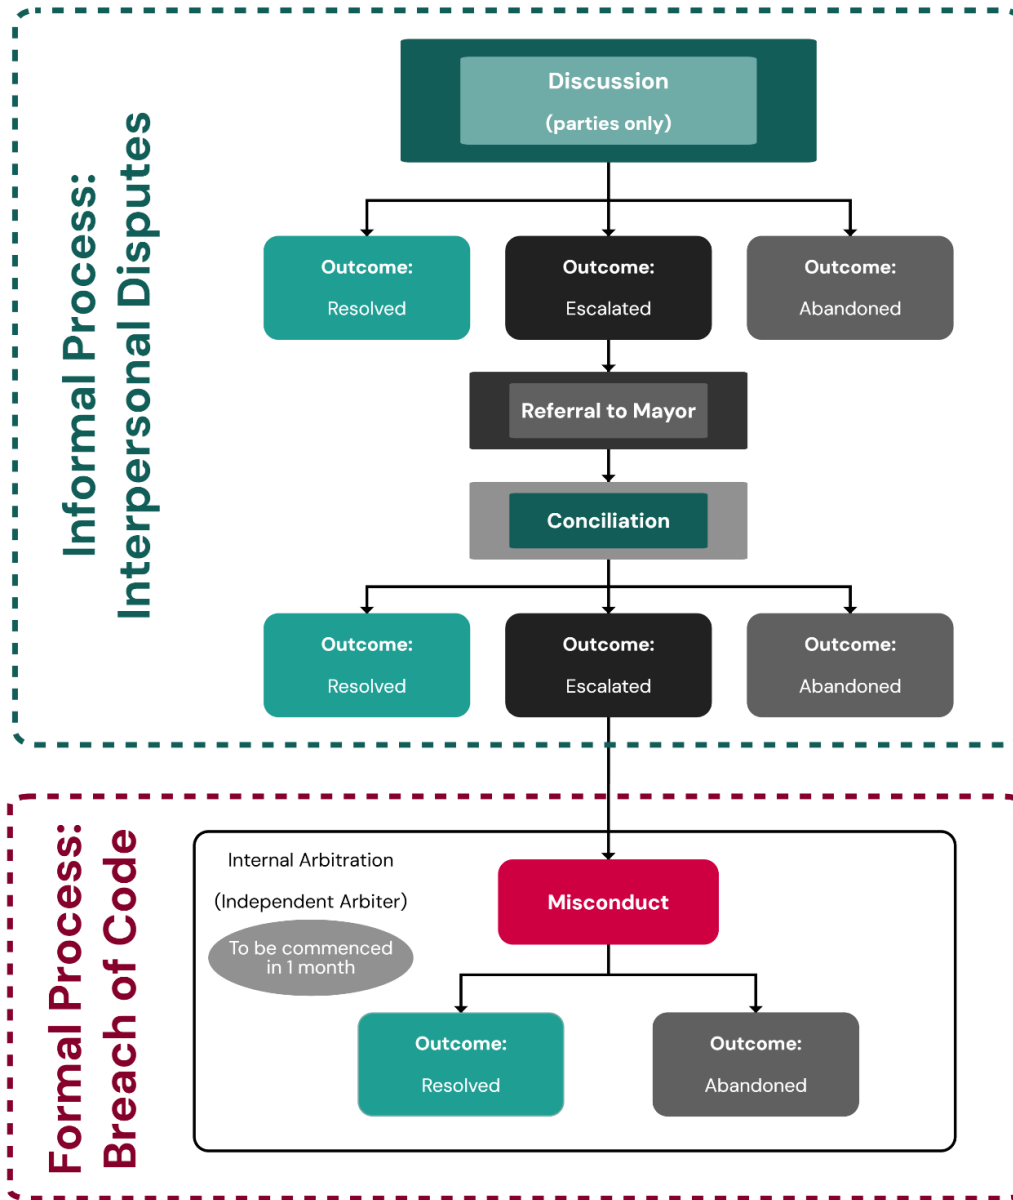 Informal Process:
Interpersonal Disputes
Discussion
(parties only)
Outcome:
Resolved
Outcome:
Escalated
Outcome:
Abandoned
Referral to Mayor
Conciliation
Outcome:
Resolved
Outcome:
Escalated
Outcome:
Abandoned
Formal Process:
Breach of Code
Internal Arbitration
(Independent Arbiter)
To be commenced
in 1 month
Misconduct
Outcome:
Resolved
Outcome:
Abandoned